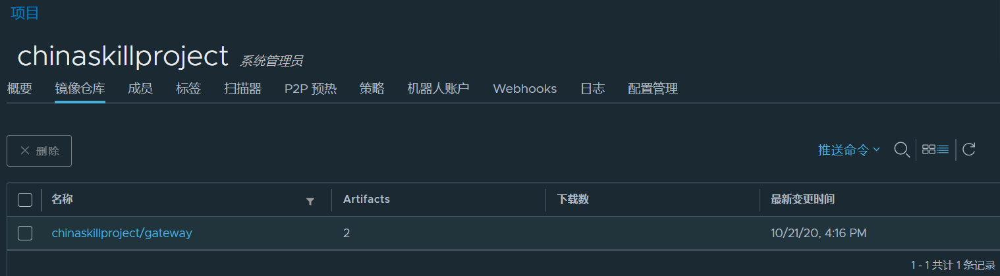 项目
chinaskillproject 系统管理员
概要 镜像仓库 成员 标签 扫描器 P2P 预热 策略 机器人账户 Webhooks 日志 配置管理
删除 推送命令
名称 Artifacts 下载数 最新变更时间
chinaskillproject/gateway 2 10/21/20, 4:16 PM
1 - 1 共计 1 条记录